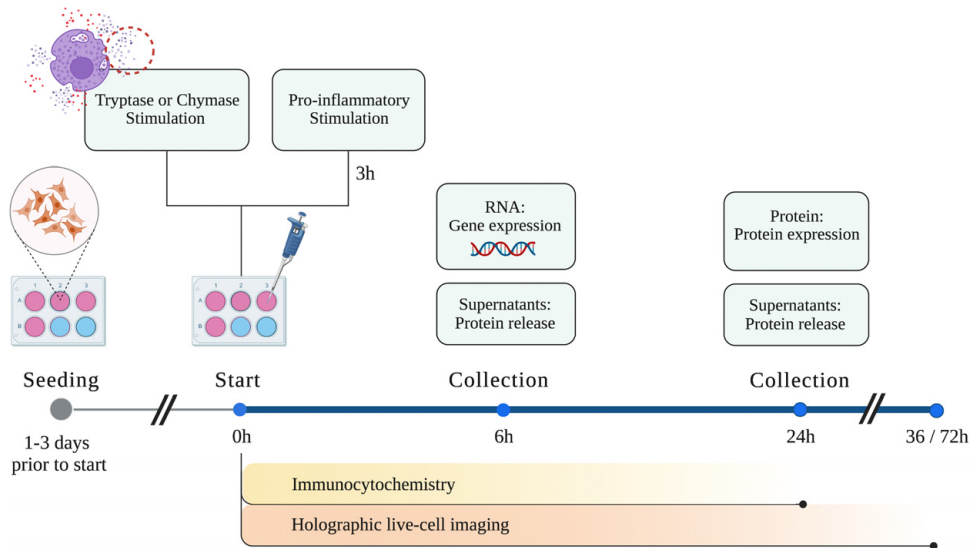 Tryptase or Chymase
Stimulation
Pro-inflammatory
Stimulation
3h
RNA:
Gene expression
Protein:
Protein expression
Supernatants:
Protein release
Supernatants:
Protein release
1 2 3
A
B
1 2 3
A
B
Seeding
Start
Collection
Collection
1-3 days
prior to start
0h
6h
24h
36 / 72h
Immunocytochemistry
Holographic live-cell imaging